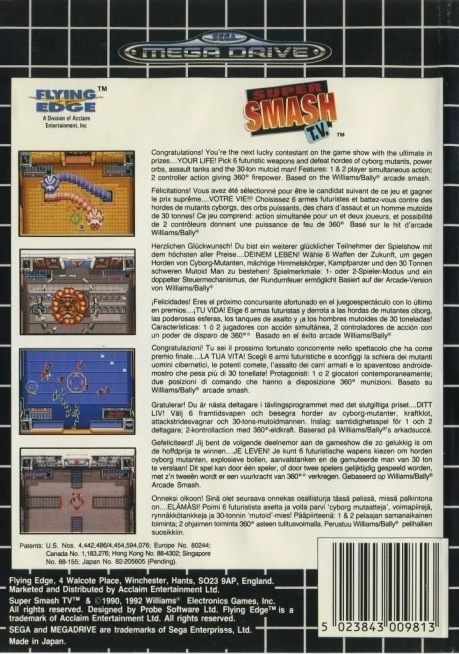 SEGA
MEGA DRIVE
FLYING EDGE™
A Division of Acclaim
Entertainment, Inc
SUPER
SMASH
T.V.™
Congratulations! You're the next lucky contestant on the game show with the ultimate in
prizes....YOUR LIFE! Pick 6 futuristic weapons and defeat hordes of cyborg mutants, power
orbs, assault tanks and the 30-ton mutoid man! Features: 1 & 2 player simultaneous action;
2 controller action giving 360° firepower. Based on the Williams/Bally® arcade smash.
Félicitations! Vous avez été sélectionné pour être le candidat suivant de ce jeu et gagner
le prix suprême....VOTRE VIE!! Choisissez 6 armes futuristes et battez-vous contre des
hordes de mutants cyborgs, des orbs puissants, des chars d'assaut et un homme mutoïde
de 30 tonnes! Ce jeu comprend: action simultanée pour un et deux joueurs, et possibilité
de 2 contrôleurs donnant une puissance de feu de 360° Basé sur le hit d'arcade
Williams/Bally®
Herzlichen Glückwunsch! Du bist ein weiterer glücklicher Teilnehmer der Spielshow mit
dem höchsten aller Preise....DEINEM LEBEN! Wähle 6 Waffen der Zukunft, um gegen
Horden von Cyborg-Mutanten, mächtige Himmelskörper, Kampfpanzer und den 30 Tonnen
schweren Mutoid Man zu bestehen! Spielmerkmale: 1- oder 2-Spieler-Modus und ein
doppelter Steuermechanismus, der Rundumfeuer ermöglicht Basiert auf der Arcade-Version
von Williams/Bally®
¡Felicidades! Eres el próximo concursante afortunado en el juegoespectáculo con lo último
en premios....¡TU VIDA! Elige 6 armas futuristas y derrota a las hordas de mutantes ciborg,
las poderosas esferas, los tanques de asalto y ¡a los hombres mutoides de 30 toneladas!
Características: 1 ó 2 jugadores con acción simultánea, 2 controladores de acción con
un poder de disparo de 360°° Basado en el éxito arcade Williams/Bally®
Congratulazioni! Tu sei il prossimo fortunato concorrente nello spettacolo che ha come
premio finale....LA TUA VITA! Scegli 6 armi futuristiche e sconfiggi la schiera dei mutanti
uomini cibernetici, le potenti comete, l'assalto dei carri armati e lo spaventoso androide-
mostro che pesa più di 30 tonellate! Protagonisti: 1 o 2 giocatori contemporaneamente;
due posizioni di comando che hanno a disposizione 360° munizioni. Basato su
Williams/Bally® arcade smash.
Gratulerar! Du är nästa deltagare i tävlingsprogrammet med det slutgiltiga priset....DITT
LIV! Välj 6 framtidsvapen och besegra horder av cyborg-mutanter, kraftklot,
attackstridesvagnar och 30-tons-mutoidmannen. Inslag: samtidighetsspel för 1 och 2
deltagare; 2-kontrollaction med 360°-eldkraft. Baserad på Williams/Bally's® arkadsuccé.
Gefeliciteerd! Jij bent de volgende deelnemor aan de gameshow die zo gelukkig is om
de hoftdprija te winnen....JE LEVEN! Je kunt 6 futuristische wapens kiezen om horden
cyborg mutanten, explosieve bollen, aanvalstanken en de gemuteerde man van 30 ton
te verslaan! Dit spel kan door één speler, of door twee spelers gelijktijdig gespeeld worden,
met z'n tweeën wordt er een vuurkracht van 360°° verkregen. Gebaseerd op Williams/Bally®
Arcade Smash.
Onneksi olkoon! Sinä olet seuraava onnekas osallisturja tässä pelissä, missä palkintona
on....ELÄMÄSI! Poimi 6 futuristista asetta ja voita parvi 'cyborg mutastteja', voimapiirejä,
rynnäkkötankkeja ja 30-tonnin 'mutoid' mies! Pääpiirteenä: 1 & 2 pelaajan samanaikainen
toiminta; 2 ohjaimen toiminta 360° asteen tulitusvoimalla. Perustuu Williams/Bally® pelihallien
suosikkiin.
Patents: U.S. Nos. 4,442,486/4,454,594,076; Europe No. 80244;
Canada No. 1,183,276; Hong Kong No. 88-4302; Singapore
No. 88-155; Japan No. 82-205605 (Pending).
Flying Edge, 4 Walcote Place, Winchester, Hants, SO23 9AP, England.
Marketed and Distributed by Acclaim Entertainment Ltd.
Super Smash TV™ & ©1990, 1992 Williams® Electronics Games, Inc.
All rights reserved. Designed by Probe Software Ltd. Flying Edge™ is a
trademark of Acclaim Entertainment Ltd. All rights reserved.
SEGA and MEGADRIVE are trademarks of Sega Enterprises, Ltd.
Made in Japan.
5 023843 009813